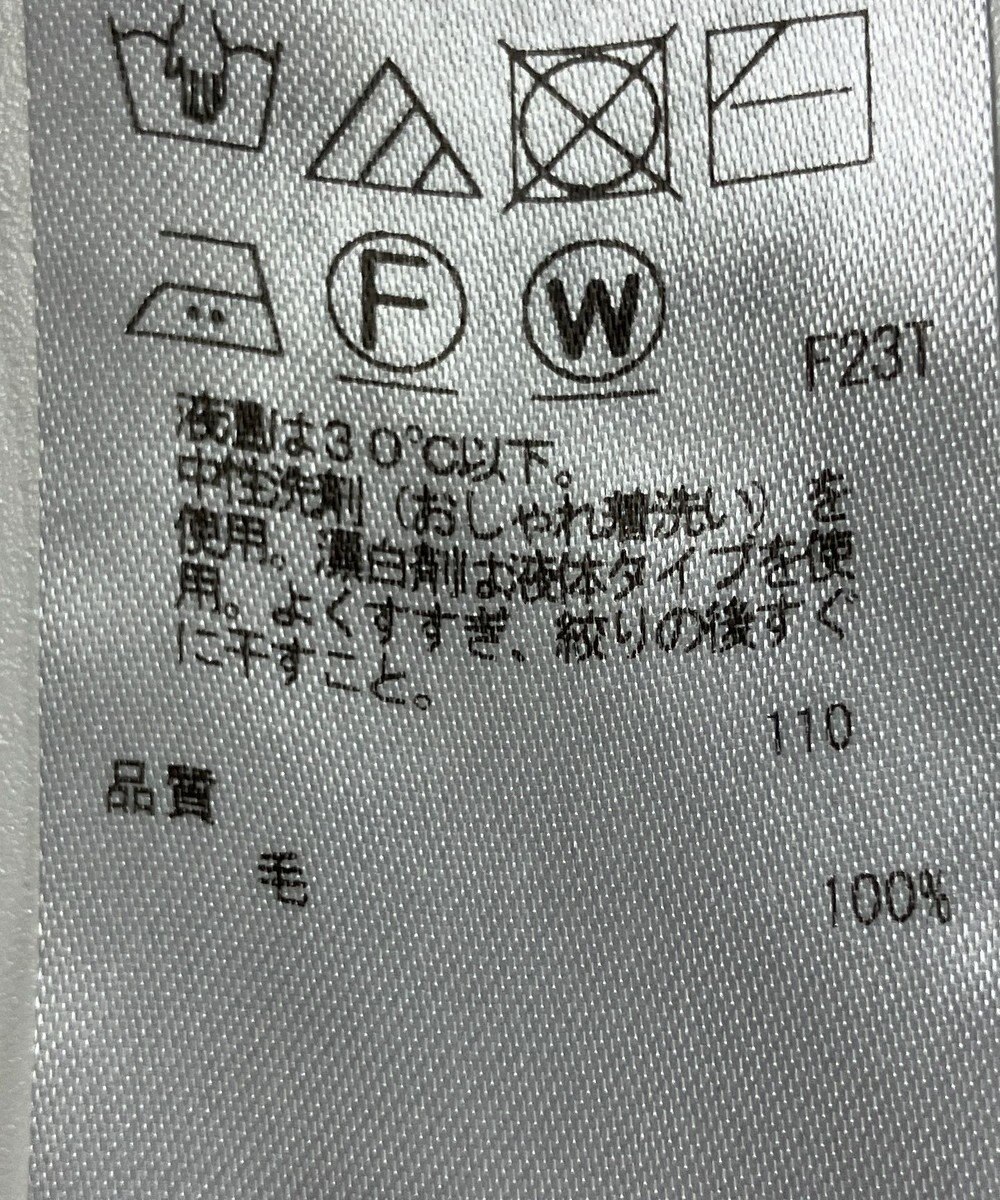 F
W
F23T
液温は30℃以下。
中性洗剤(おしゃれ着洗い)を
使用。漂白剤は液体タイプを使
用。よくすすぎ、絞りの後すぐ
に干すこと。
110
品質
毛 100%